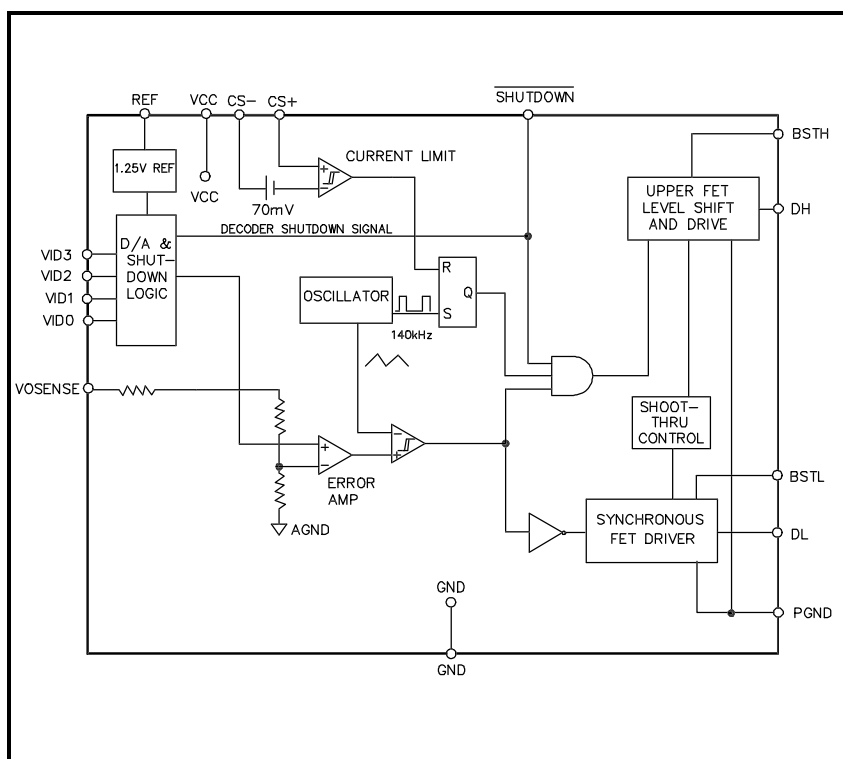 REF
VCC
CS-
CS+
SHUTDOWN
BSTH
1.25V REF
VCC
CURRENT LIMIT
70mV
UPPER FET
LEVEL SHIFT
AND DRIVE
DH
DECODER SHUTDOWN SIGNAL
D/A &
SHUT-
DOWN
LOGIC
VID3
VID2
VID1
VID0
R
Q
S
OSCILLATOR
140kHz
VOSENSE
SHOOT-
THRU
CONTROL
+
-
+
-
-
+
ERROR
AMP
AGND
BSTL
SYNCHRONOUS
FET DRIVER
DL
GND
PGND
GND